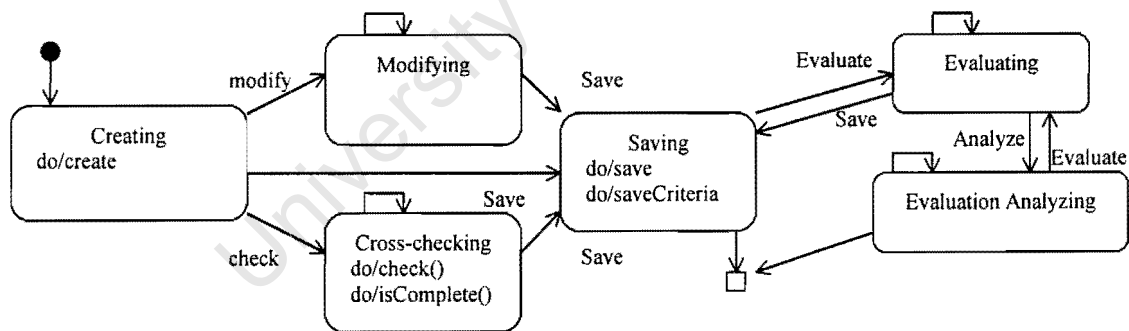 Creating
do/create
modify
Modifying
Save
check
Cross-checking
do/check()
do/isComplete()
Save
Save
Saving
do/save
do/saveCriteria
Evaluate
Save
Evaluating
Analyze
Evaluate
Evaluation Analyzing
University